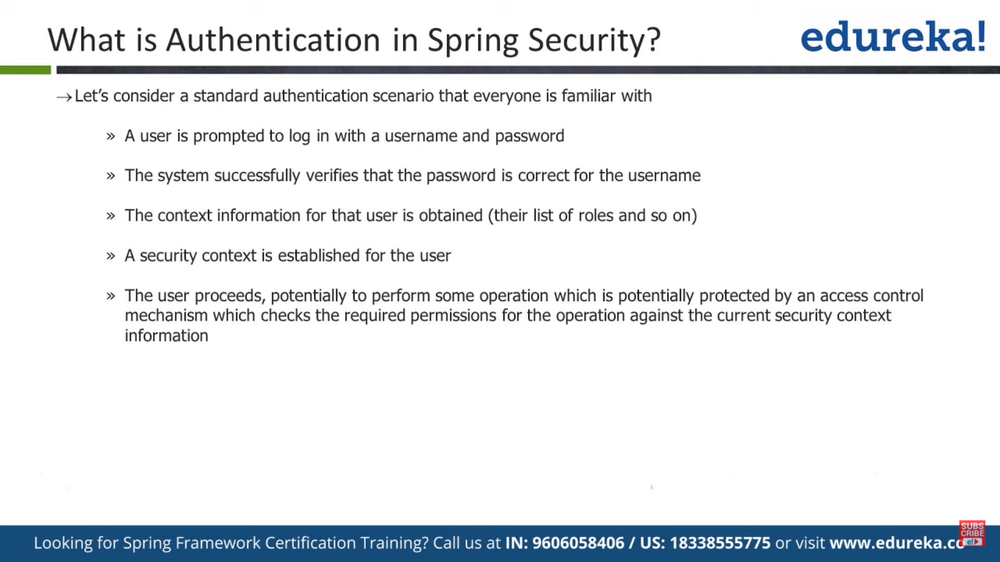 What is Authentication in Spring Security?
edureka!
→Let's consider a standard authentication scenario that everyone is familiar with
» A user is prompted to log in with a username and password
» The system successfully verifies that the password is correct for the username
» The context information for that user is obtained (their list of roles and so on)
» A security context is established for the user
» The user proceeds, potentially to perform some operation which is potentially protected by an access control
mechanism which checks the required permissions for the operation against the current security context
information
SUBS
CRIBE
e!
Looking for Spring Framework Certification Training? Call us at IN: 9606058406 / US: 18338555775 or visit www.edureka.co